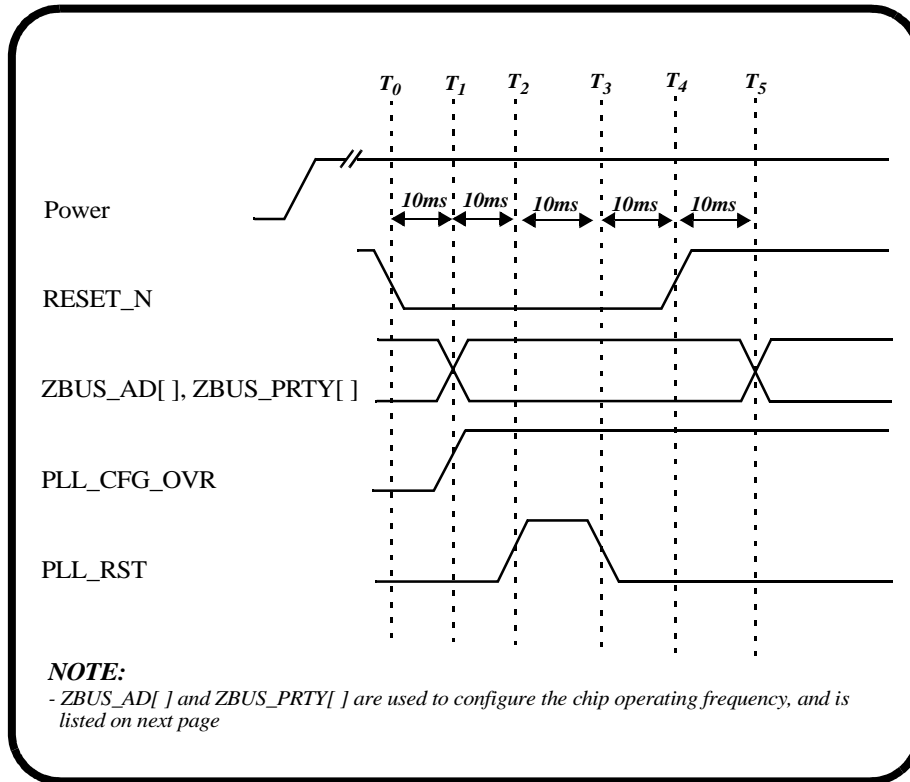 T0 T1 T2 T3 T4 T5
10ms 10ms 10ms 10ms 10ms
Power
RESET_N
ZBUS_AD[ ], ZBUS_PRTY[ ]
PLL_CFG_OVR
PLL_RST
NOTE:
- ZBUS_AD[ ] and ZBUS_PRTY[ ] are used to configure the chip operating frequency, and is
listed on next page